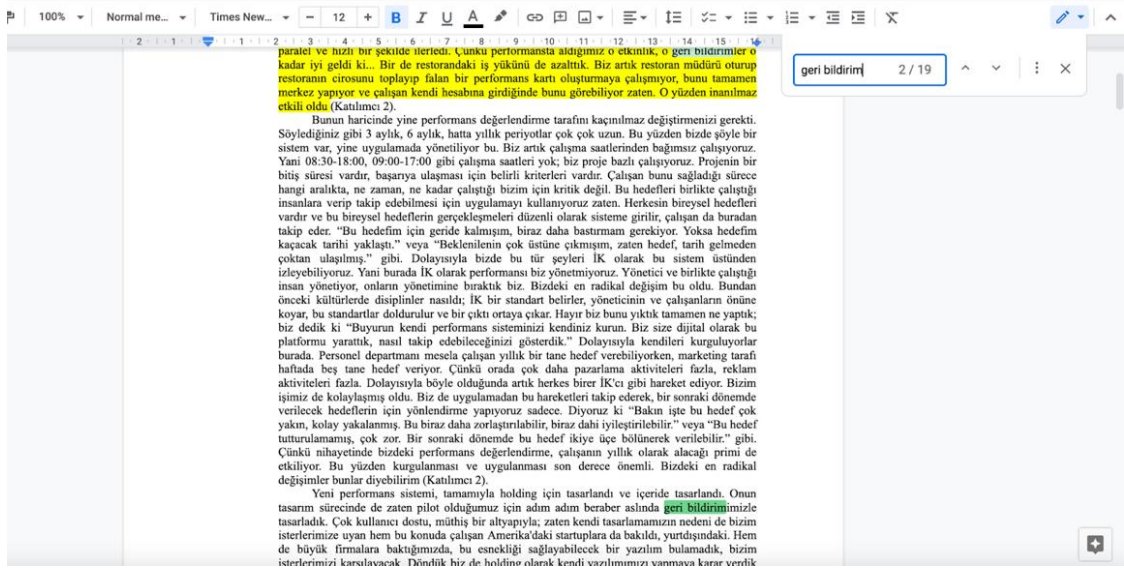 100% Normal me... Times New... − 12 + B I U A
2 1 1 2 3 4 5 6 7 8 9 10 11 12 13 14 15 16
geri bildirim 2 / 19
paralel ve hızlı bir şekilde ilerledi. Çünkü performansta aldığımız o etkinlik, o geri bildirimler o
kadar iyi geldi ki... Bir de restorandaki iş yükünü de azalttık. Biz artık restoran müdürü oturup
restoranın cirosunu toplayıp falan bir performans kartı oluşturmaya çalışmıyor, bunu tamamen
merkez yapıyor ve çalışan kendi hesabına girdiğinde bunu görebiliyor zaten. O yüzden inanılmaz
etkili oldu (Katılımcı 2).
Bunun haricinde yine performans değerlendirme tarafını kaçınılmaz değiştirmenizi gerekti.
Söylediğiniz gibi 3 aylık, 6 aylık, hatta yıllık periyotlar çok çok uzun. Bu yüzden bizde şöyle bir
sistem var, yine uygulamada yönetiliyor bu. Biz artık çalışma saatlerinden bağımsız çalışıyoruz.
Yani 08:30-18:00, 09:00-17:00 gibi çalışma saatleri yok; biz proje bazlı çalışıyoruz. Projenin bir
bitiş süresi vardır, başarıya ulaşması için belirli kriterleri vardır. Çalışan bunu sağladığı sürece
hangi aralıkta, ne zaman, ne kadar çalıştığı bizim için kritik değil. Bu hedefleri birlikte çalıştığı
insanlara verip takip edebilmesi için uygulamayı kullanıyoruz zaten. Herkesin bireysel hedefleri
vardır ve bu bireysel hedeflerin gerçekleşmeleri düzenli olarak sisteme girilir, çalışan da buradan
takip eder. “Bu hedefim için geride kalmışım, biraz daha bastırmam gerekiyor. Yoksa hedefim
kaçacak tarihi yaklaştı.” veya “Beklenilenin çok üstüne çıkmışım, zaten hedef, tarih gelmeden
çoktan ulaşılmış.” gibi. Dolayısıyla bizde bu tür şeyleri İK olarak bu sistem üstünden
izleyebiliyoruz. Yani burada İK olarak performansı biz yönetmiyoruz. Yönetici ve birlikte çalıştığı
insan yönetiyor, onların yönetimine bıraktık biz. Bizdeki en radikal değişim bu oldu. Bundan
önceki kültürlerde disiplinler nasıldı; İK bir standart belirler, yöneticinin ve çalışanların önüne
koyar, bu standartlar doldurulur ve bir çıktı ortaya çıkar. Hayır biz bunu yıktık tamamen ne yaptık;
biz dedik ki “Buyurun kendi performans sisteminizi kendiniz kurun. Biz size dijital olarak bu
platformu yarattık, nasıl takip edebileceğinizi gösterdik.” Dolayısıyla kendileri kurguluyorlar
burada. Personel departmanı mesela çalışan yıllık bir tane hedef verebiliyorken, marketing tarafı
haftada beş tane hedef veriyor. Çünkü orada çok daha pazarlama aktiviteleri fazla, reklam
aktiviteleri fazla. Dolayısıyla böyle olduğunda artık herkes birer İK'cı gibi hareket ediyor. Bizim
işimiz de kolaylaşmış oldu. Biz de uygulamadan bu hareketleri takip ederek, bir sonraki dönemde
verilecek hedeflerin için yönlendirme yapıyoruz sadece. Diyoruz ki “Bakın işte bu hedef çok
yakın, kolay yakalanmış. Bu biraz daha zorlaştırılabilir, biraz dahi iyileştirilebilir.” veya “Bu hedef
tutturulamamış, çok zor. Bir sonraki dönemde bu hedef ikiye üçe bölünerek verilebilir.” gibi.
Çünkü nihayetinde bizdeki performans değerlendirme, çalışanın yıllık olarak alacağı primi de
etkiliyor. Bu yüzden kurgulanması ve uygulanması son derece önemli. Bizdeki en radikal
değişimler bunlar diyebilirim (Katılımcı 2).
Yeni performans sistemi, tamamıyla holding için tasarlandı ve içeride tasarlandı. Onun
tasarım sürecinde de zaten pilot olduğumuz için adım adım beraber aslında geri bildirimimizle
tasarladık. Çok kullanıcı dostu, müthiş bir altyapıyla; zaten kendi tasarlamamızın nedeni de bizim
isterlerimize uyan hem bu konuda çalışan Amerika'daki startuplara da bakıldı, yurtdışındaki. Hem
de büyük firmalara baktığımızda, bu esnekliği sağlayabilecek bir yazılım bulamadık, bizim
isterlerimizi karşılayacak. Döndük biz de holding olarak kendi yazılımımızı yapmaya karar verdik